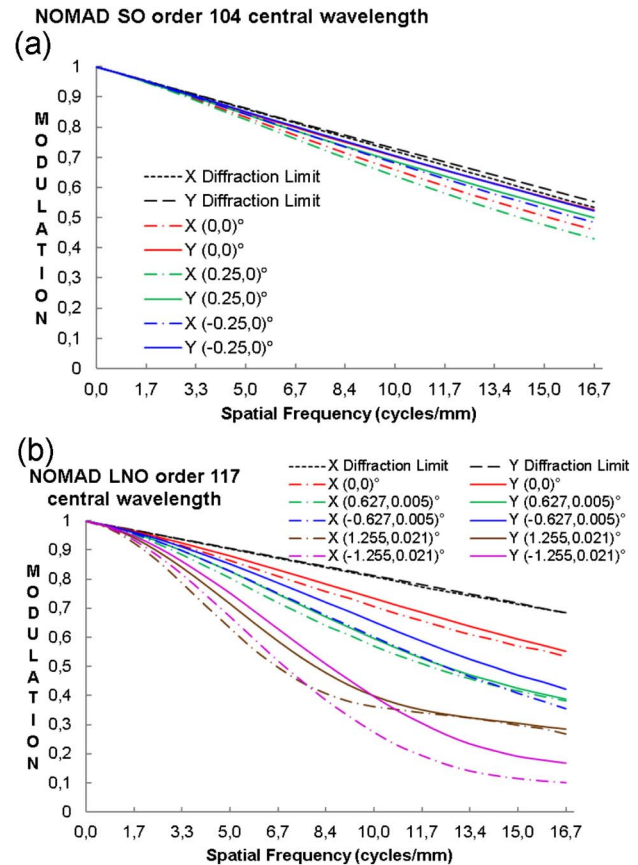 NOMAD SO order 104 central wavelength
(a)
MODULATION
1
0,9
0,8
0,7
0,6
0,5
0,4
0,3
0,2
0,1
0
X Diffraction Limit
Y Diffraction Limit
X (0,0)°
Y (0,0)°
X (0.25,0)°
Y (0.25,0)°
X (-0.25,0)°
Y (-0.25,0)°
0,0 1,7 3,3 5,0 6,7 8,4 10,0 11,7 13,4 15,0 16,7
Spatial Frequency (cycles/mm)
(b)
NOMAD LNO order 117
central wavelength
X Diffraction Limit Y Diffraction Limit
X (0,0)° Y (0,0)°
X (0.627,0.005)° Y (0.627,0.005)°
X (-0.627,0.005)° Y (-0.627,0.005)°
X (1.255,0.021)° Y (1.255,0.021)°
X (-1.255,0.021)° Y (-1.255,0.021)°
MODULATION
1
0,9
0,8
0,7
0,6
0,5
0,4
0,3
0,2
0,1
0
0,0 1,7 3,3 5,0 6,7 8,4 10,0 11,7 13,4 15,0 16,7
Spatial Frequency (cycles/mm)